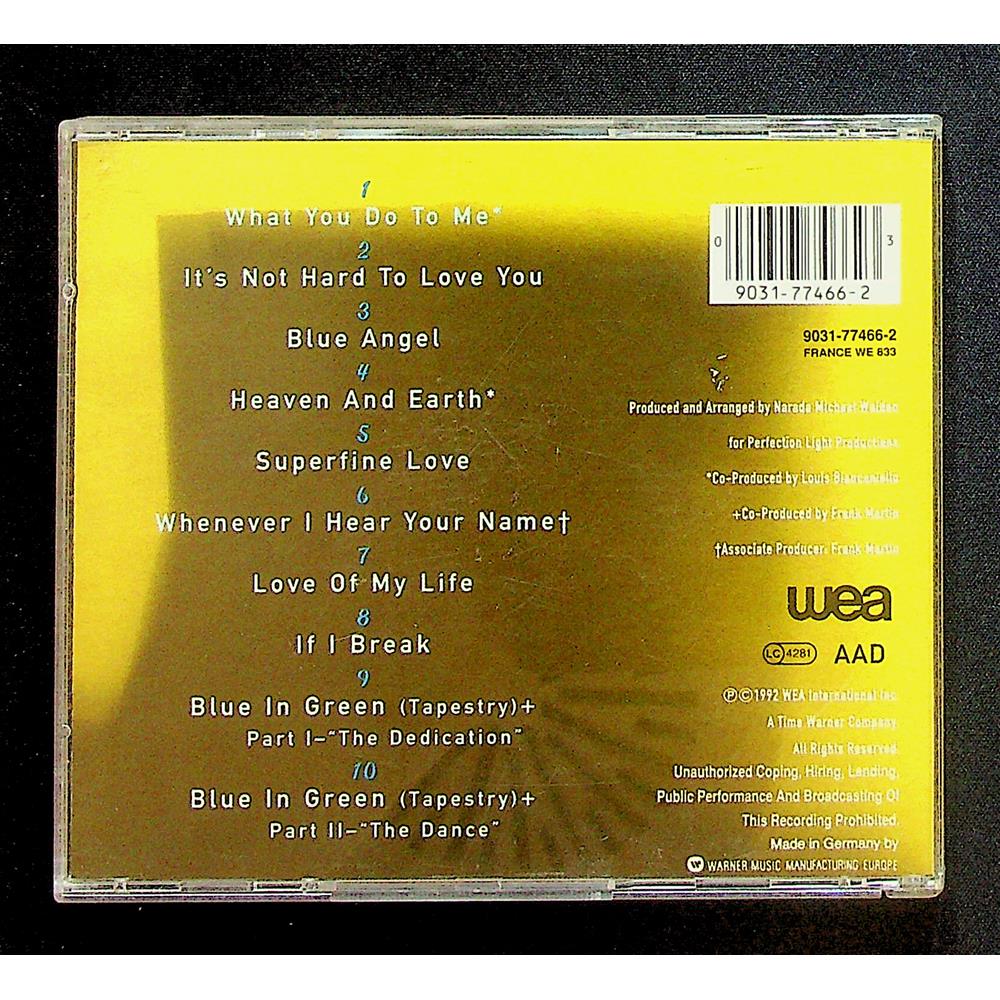 1
What You Do To Me*
2
It's Not Hard To Love You
3
Blue Angel
4
Heaven And Earth*
5
Superfine Love
6
Whenever I Hear Your Name†
7
Love Of My Life
8
If I Break
9
Blue In Green (Tapestry)+
Part I–"The Dedication"
10
Blue In Green (Tapestry)+
Part II–"The Dance"
0 3
9031-77466-2
9031-77466-2
FRANCE WE 833
Produced and Arranged by Narada Michael Walden
for Perfection Light Productions
*Co-Produced by Louis Biancaniello
+Co-Produced by Frank Martin
†Associate Producer: Frank Martin
wea
LC 4281 AAD
℗©1992 WEA International Inc.
A Time Warner Company.
All Rights Reserved.
Unauthorized Coping, Hiring, Lending,
Public Performance And Broadcasting Of
This Recording Prohibited.
Made in Germany by
WARNER MUSIC MANUFACTURING EUROPE